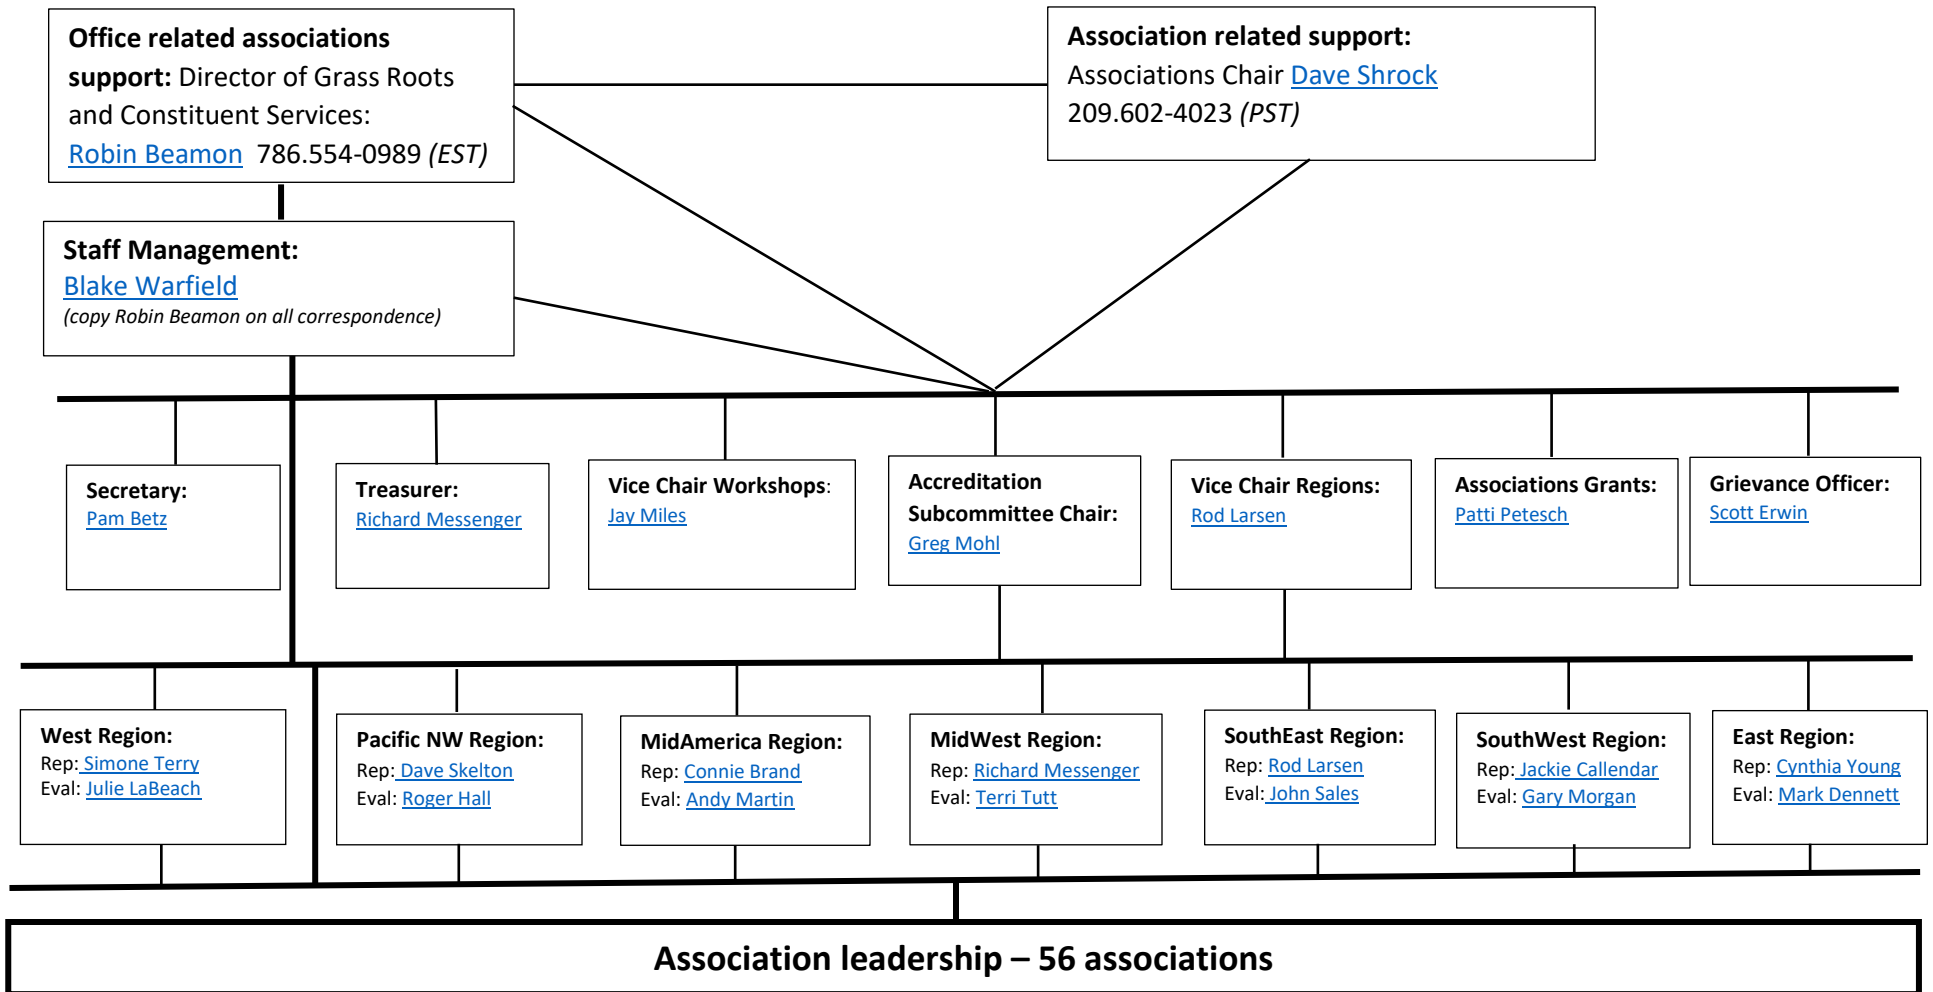 Office related associations
support: Director of Grass Roots
and Constituent Services:
Robin Beamon 786.554-0989 (EST)
Association related support:
Associations Chair Dave Shrock
209.602-4023 (PST)
Staff Management:
Blake Warfield
(copy Robin Beamon on all correspondence)
Secretary:
Pam Betz
Treasurer:
Richard Messenger
Vice Chair Workshops:
Jay Miles
Accreditation
Subcommittee Chair:
Greg Mohl
Vice Chair Regions:
Rod Larsen
Associations Grants:
Patti Petesch
Grievance Officer:
Scott Erwin
West Region:
Rep: Simone Terry
Eval: Julie LaBeach
Pacific NW Region:
Rep: Dave Skelton
Eval: Roger Hall
MidAmerica Region:
Rep: Connie Brand
Eval: Andy Martin
MidWest Region:
Rep: Richard Messenger
Eval: Terri Tutt
SouthEast Region:
Rep: Rod Larsen
Eval: John Sales
SouthWest Region:
Rep: Jackie Callendar
Eval: Gary Morgan
East Region:
Rep: Cynthia Young
Eval: Mark Dennett
Association leadership – 56 associations